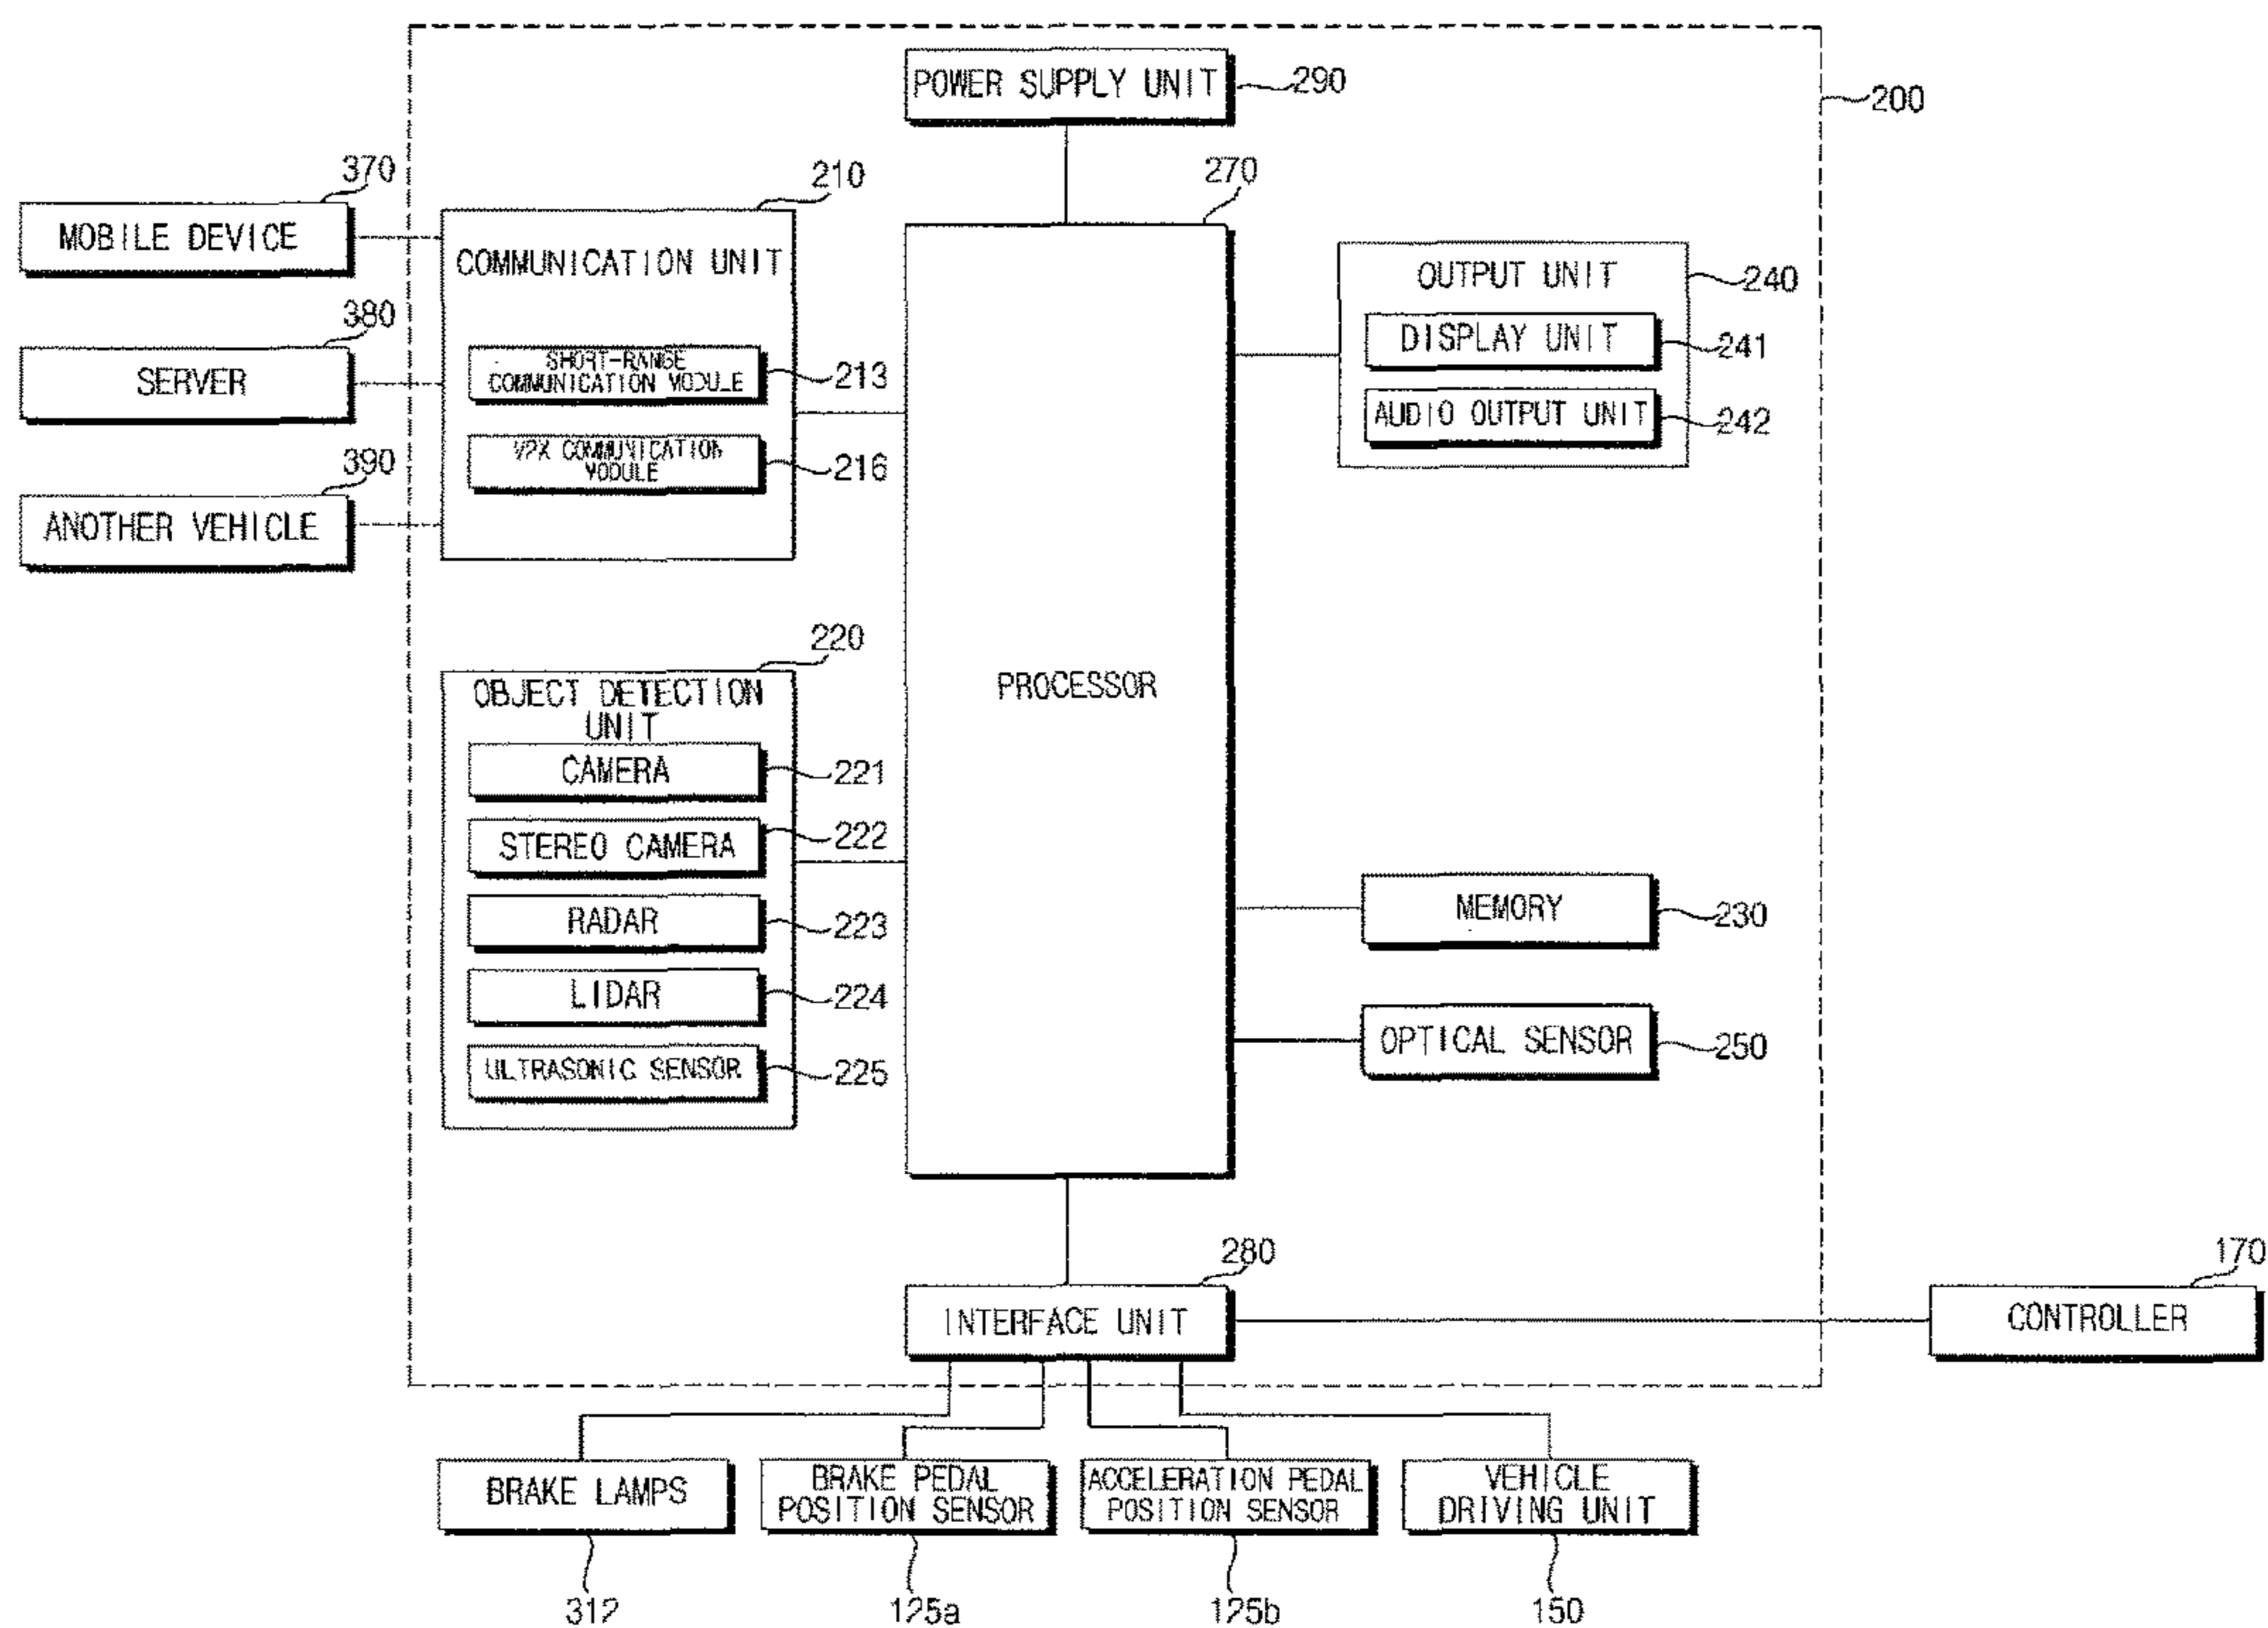 POWER SUPPLY UNIT
290
200
370
210
270
MOBILE DEVICE
COMMUNICATION UNIT
OUTPUT UNIT
240
380
SERVER
SHORT-RANGE
COMMUNICATION MODULE
213
DISPLAY UNIT
241
AUDIO OUTPUT UNIT
242
390
ANOTHER VEHICLE
V2X COMMUNICATION
MODULE
216
220
OBJECT DETECTION
UNIT
PROCESSOR
CAMERA
221
STEREO CAMERA
222
RADAR
223
MEMORY
230
LIDAR
224
OPTICAL SENSOR
250
ULTRASONIC SENSOR
225
280
170
INTERFACE UNIT
CONTROLLER
BRAKE LAMPS
BRAKE PEDAL
POSITION SENSOR
ACCELERATION PEDAL
POSITION SENSOR
VEHICLE
DRIVING UNIT
312
125a
125b
150